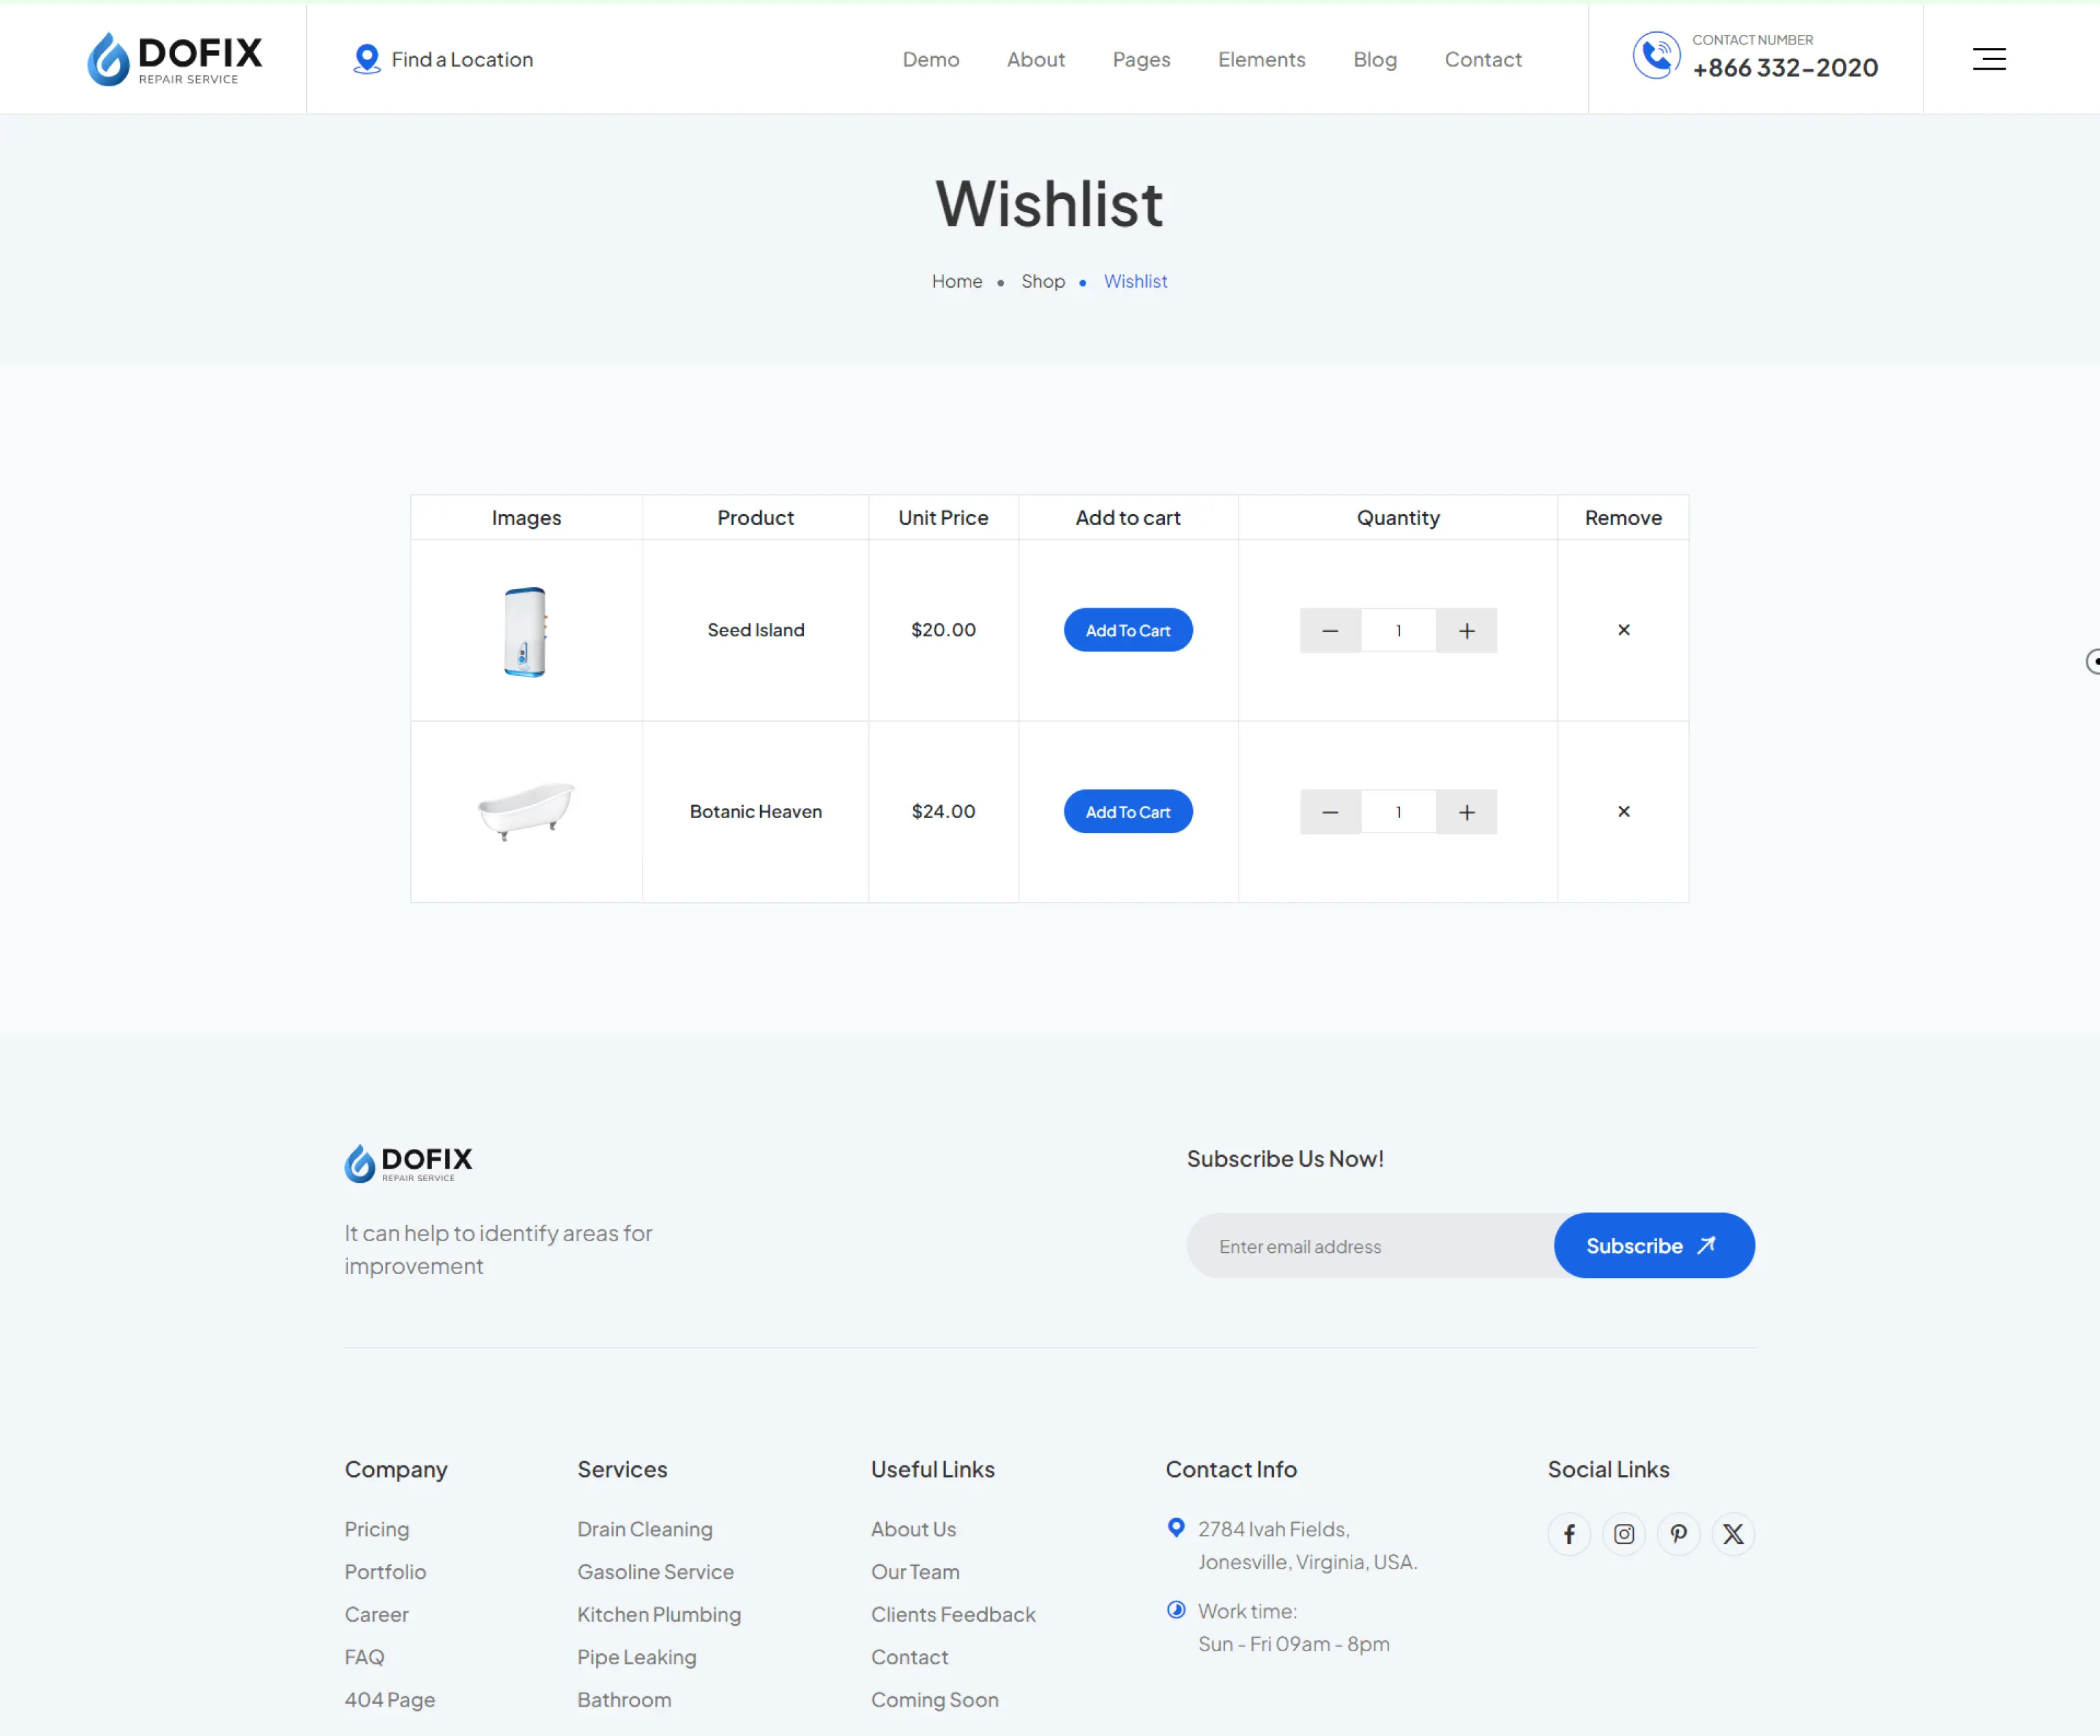 DOFIX
REPAIR SERVICE
Find a Location
Demo
About
Pages
Elements
Blog
Contact
CONTACT NUMBER
+866 332-2020
Wishlist
Home
Shop
Wishlist
Images
Product
Unit Price
Add to cart
Quantity
Remove
Seed Island
$20.00
Add To Cart
1
Botanic Heaven
$24.00
Add To Cart
1
DOFIX
REPAIR SERVICE
It can help to identify areas for
improvement
Subscribe Us Now!
Enter email address
Subscribe
Company
Pricing
Portfolio
Career
FAQ
404 Page
Services
Drain Cleaning
Gasoline Service
Kitchen Plumbing
Pipe Leaking
Bathroom
Useful Links
About Us
Our Team
Clients Feedback
Contact
Coming Soon
Contact Info
2784 Ivah Fields,
Jonesville, Virginia, USA.
Work time:
Sun - Fri 09am - 8pm
Social Links